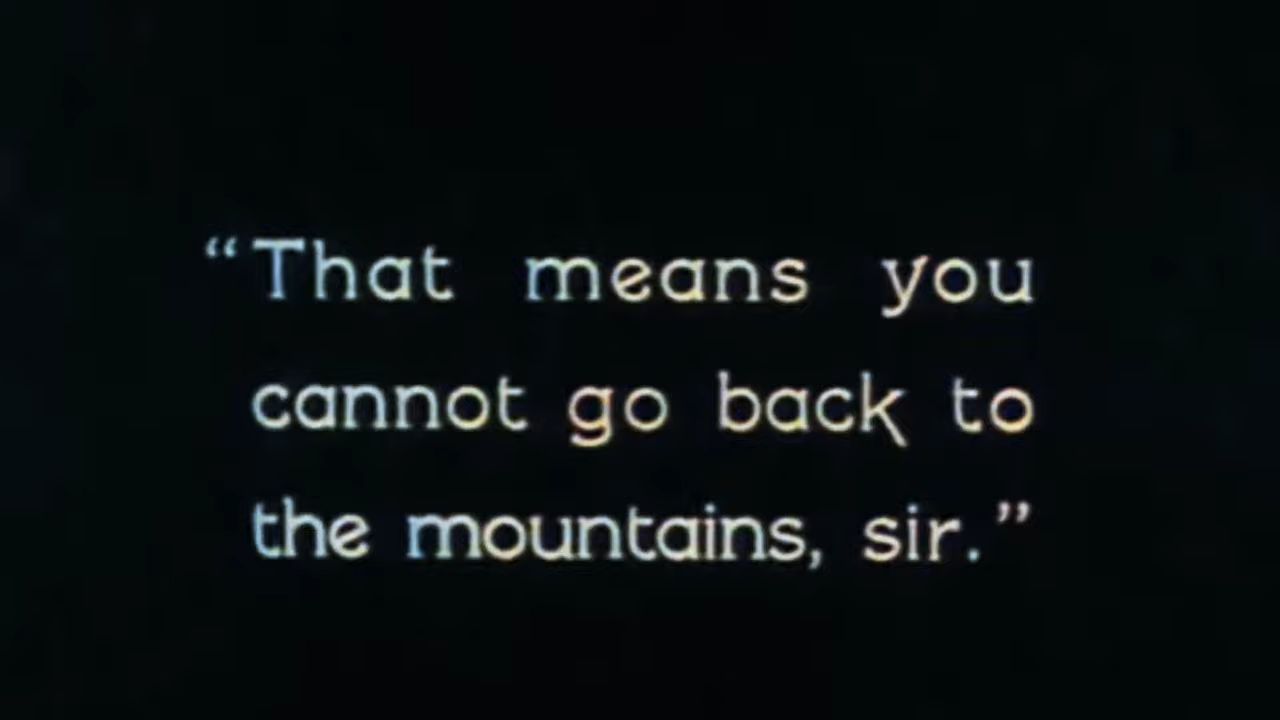 “That means you
cannot go back to
the mountains, sir.”